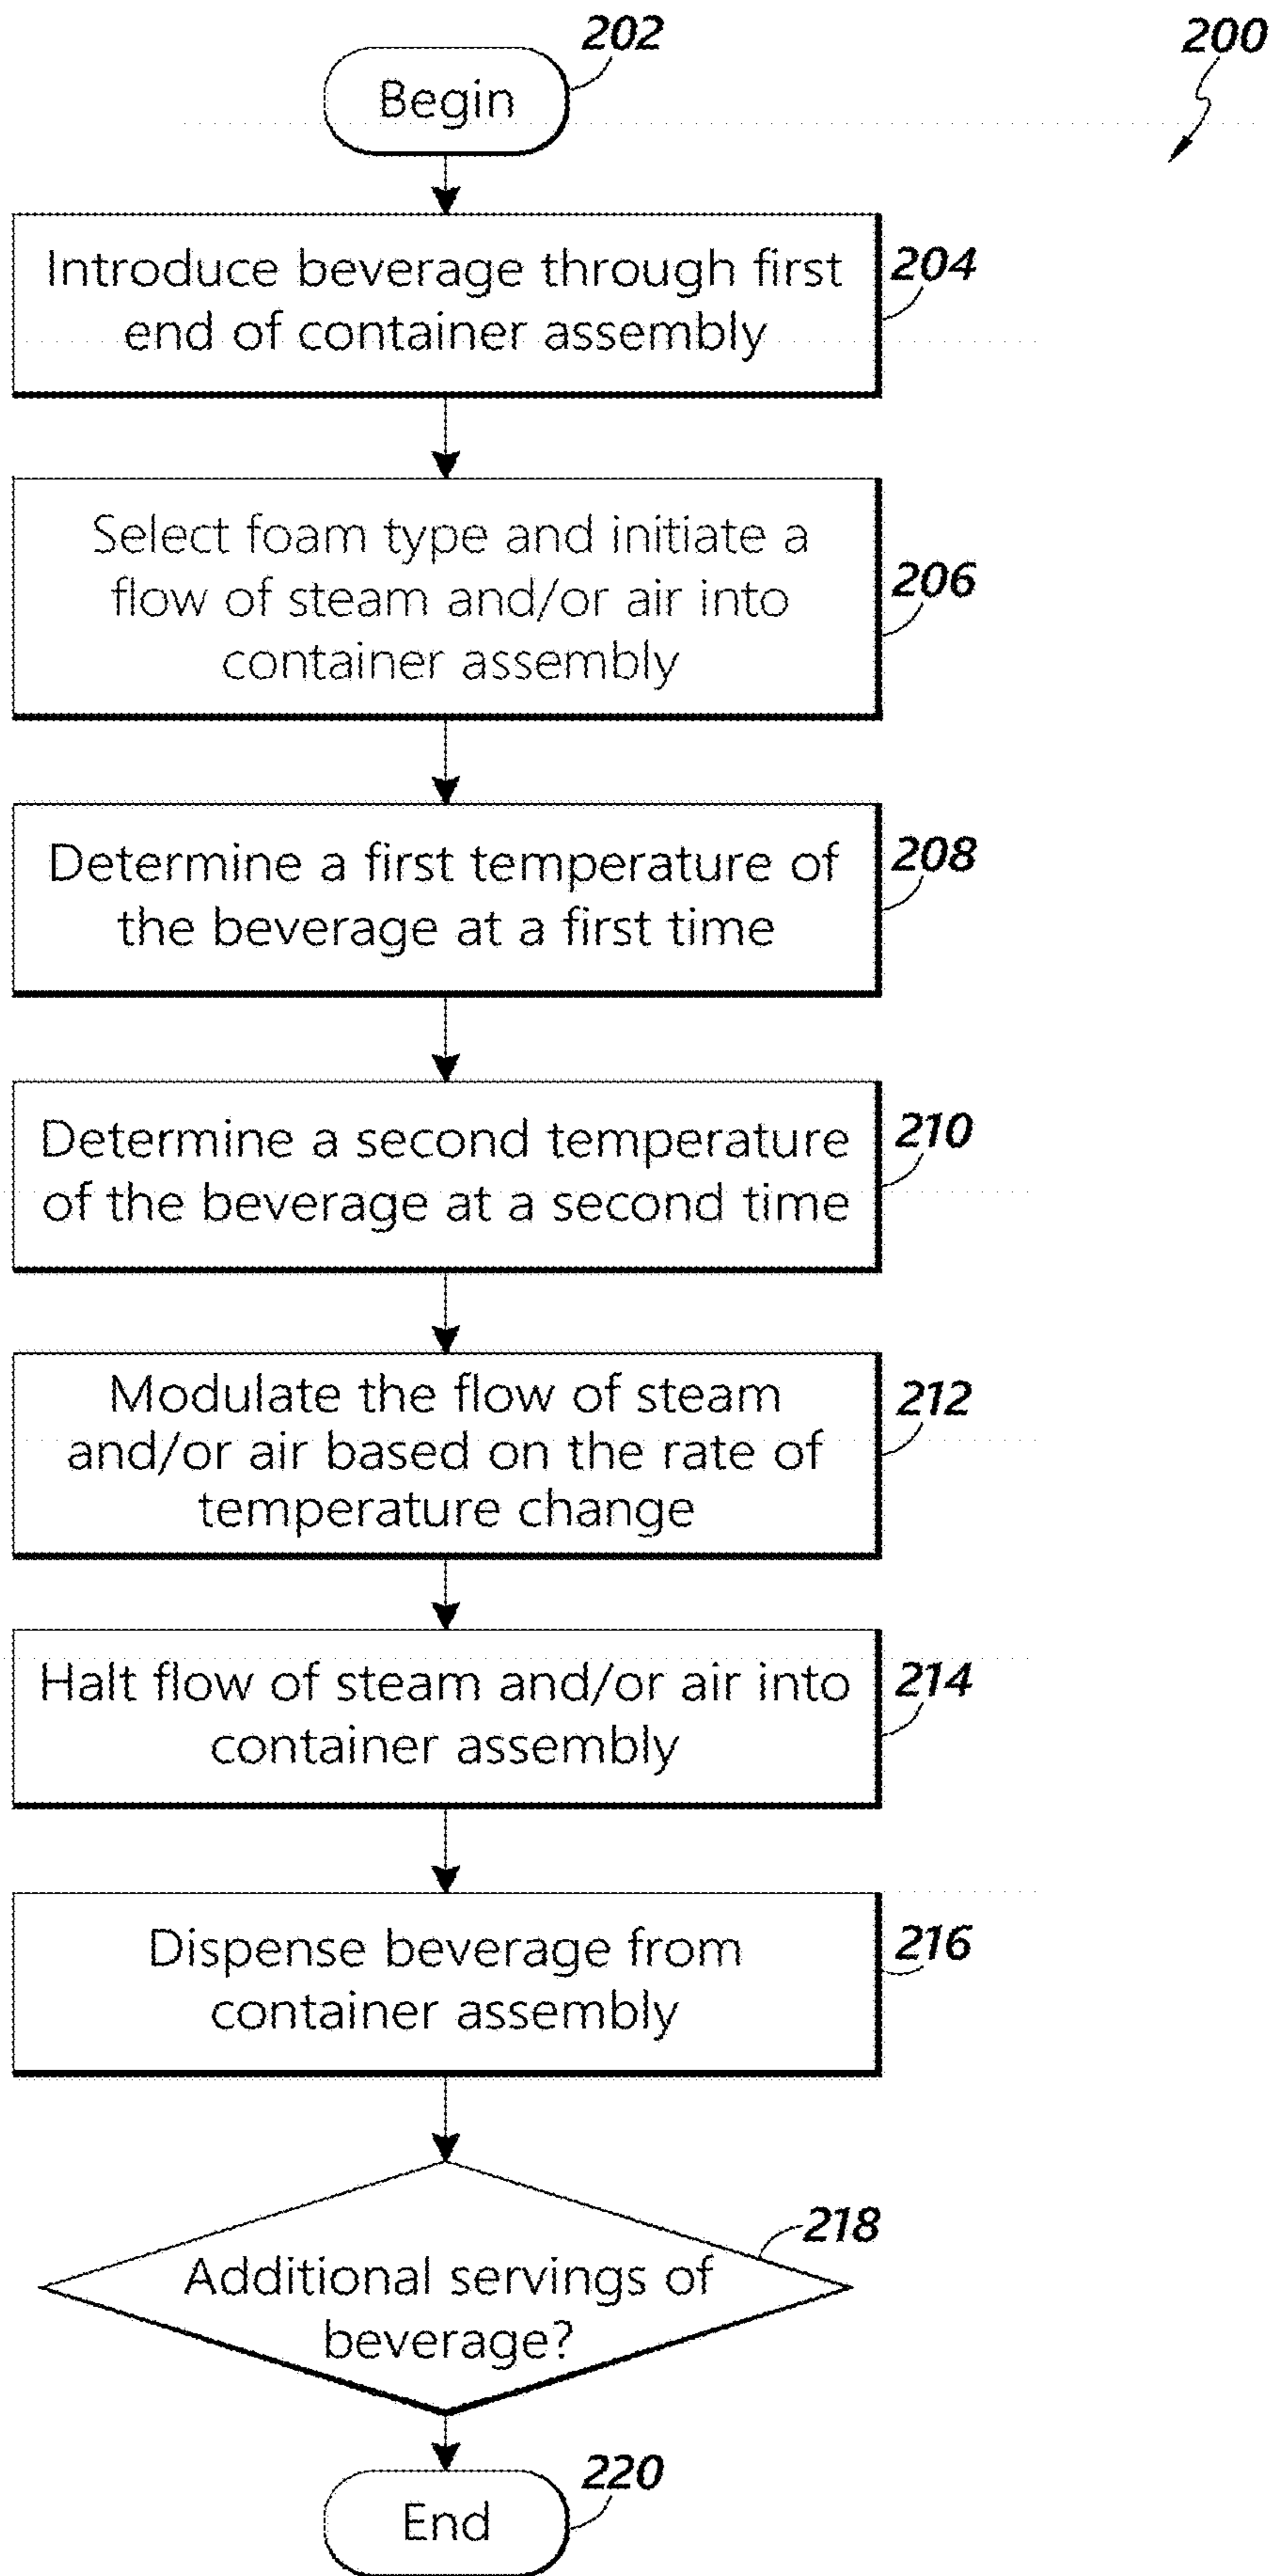 202
200
Begin
Introduce beverage through first
end of container assembly
204
Select foam type and initiate a
flow of steam and/or air into
container assembly
206
Determine a first temperature of
the beverage at a first time
208
Determine a second temperature
of the beverage at a second time
210
Modulate the flow of steam
and/or air based on the rate of
temperature change
212
Halt flow of steam and/or air into
container assembly
214
Dispense beverage from
container assembly
216
218
Additional servings of
beverage?
220
End